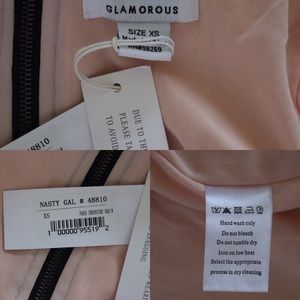 GLAMOROUS
SIZE XS
DUE TO TH
PLEASE TA
TO AVOID
NASTY GAL # 48810
XS
1 00000 95519 2
SNAGGING
Hand wash only
Do not bleach
Do not tumble dry
Iron on low heat
Select the appropriate
process in dry cleaning